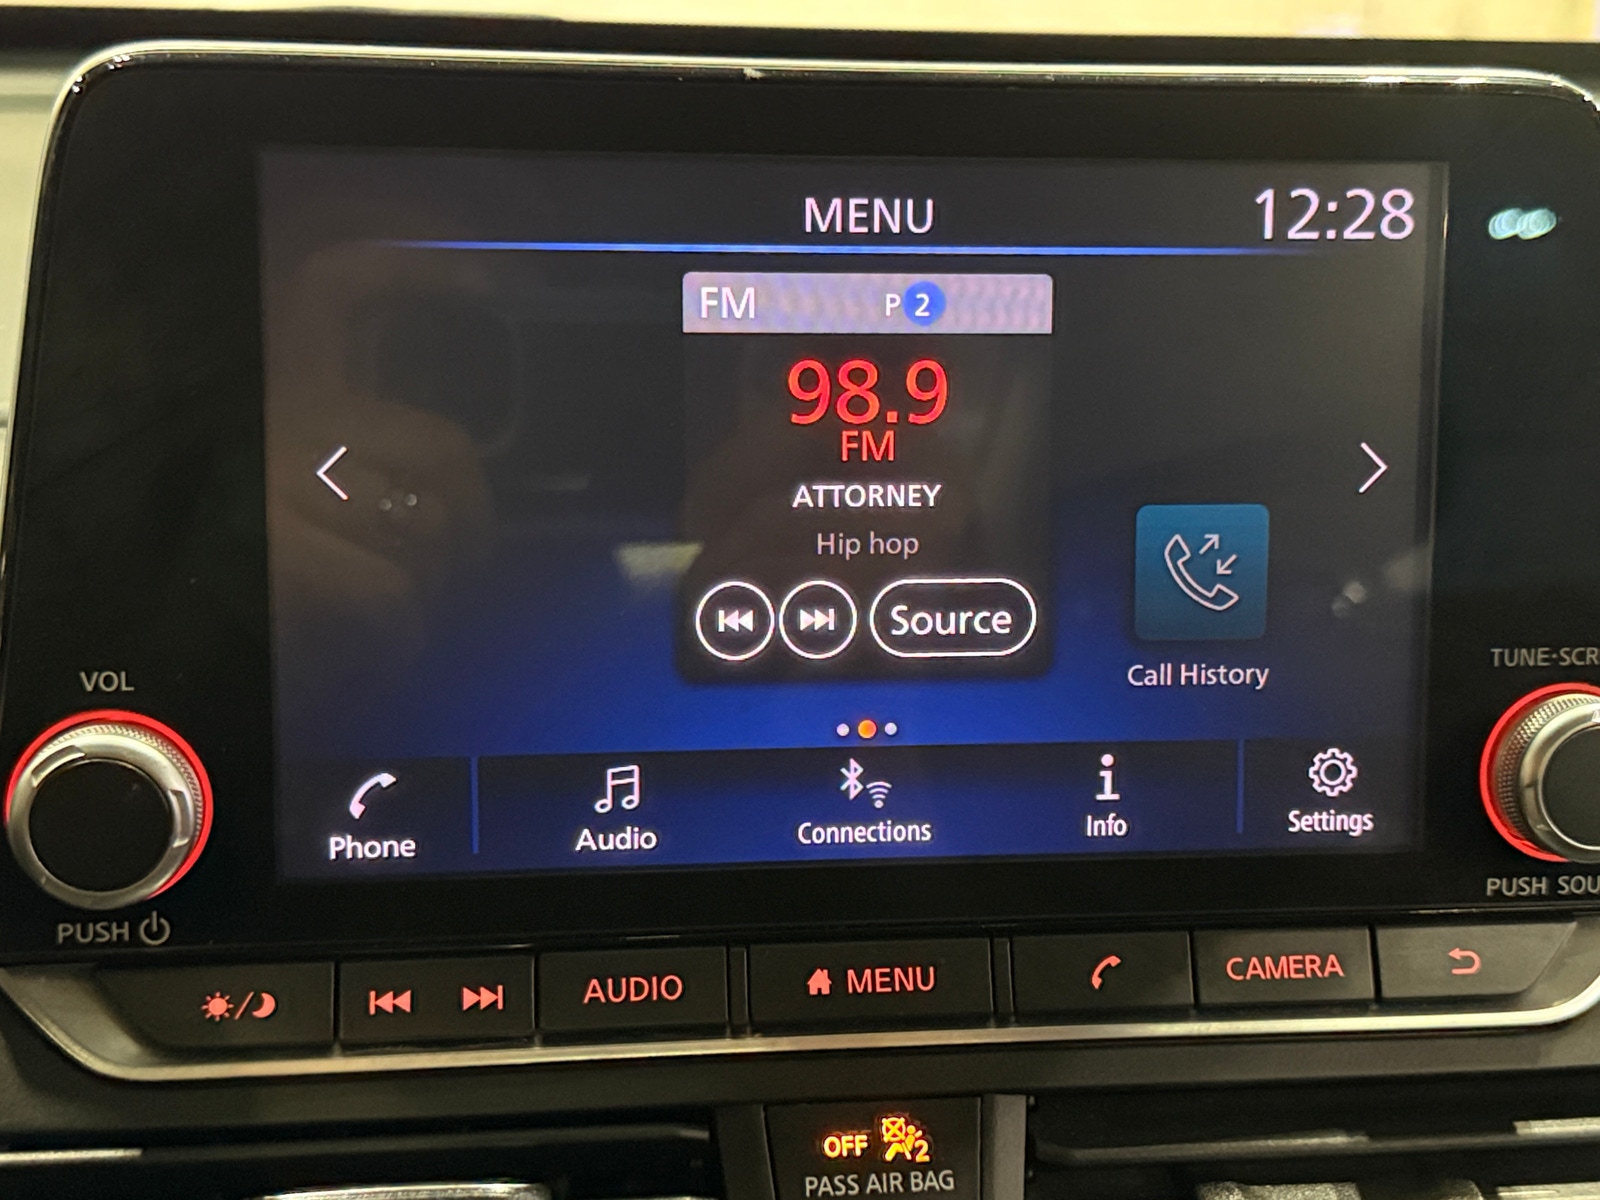 MENU
12:28
FM P 2
98.9
FM
ATTORNEY
Hip hop
Source
Call History
VOL
TUNE·SCR
Phone
Audio
Connections
Info
Settings
PUSH
PUSH SOU
AUDIO
MENU
CAMERA
OFF 2
PASS AIR BAG